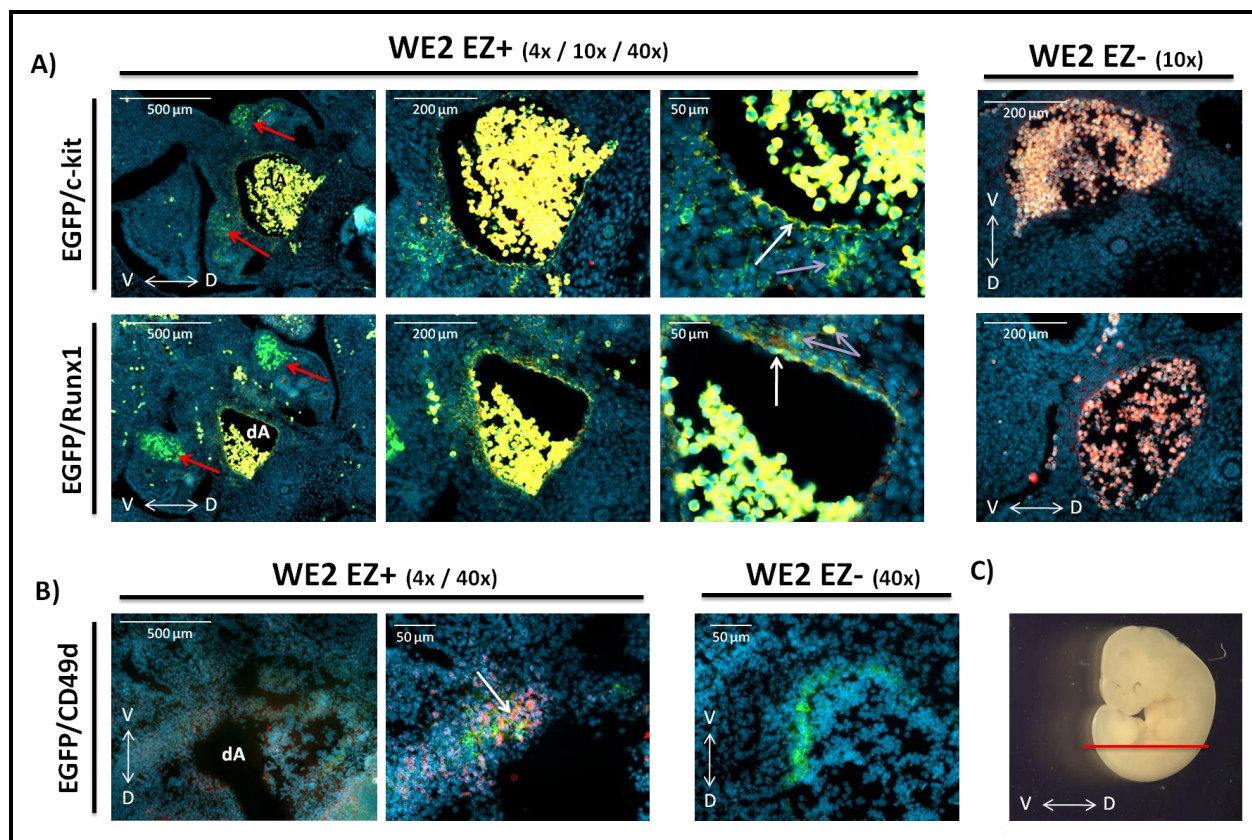 A)
WE2 EZ+ (4x / 10x / 40x)
WE2 EZ- (10x)
EGFP/c-kit
500 µm
dA
V D
200 µm
50 µm
200 µm
V
D
EGFP/Runx1
500 µm
dA
V D
200 µm
50 µm
200 µm
V D
B)
WE2 EZ+ (4x / 40x)
WE2 EZ- (40x)
C)
EGFP/CD49d
500 µm
V
D
dA
50 µm
50 µm
V
D
V D